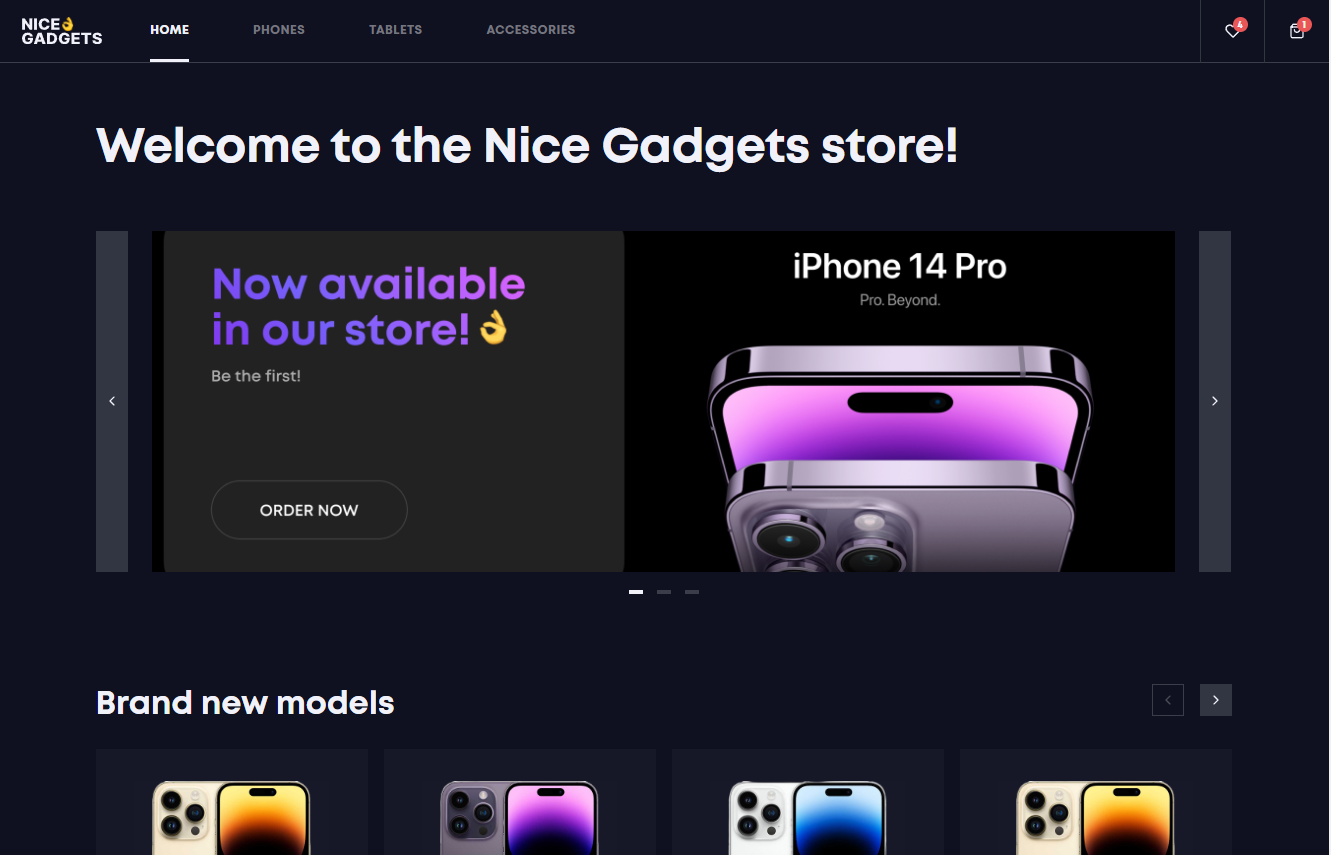 NICE👌
GADGETS
HOME
PHONES
TABLETS
ACCESSORIES
4
1
Welcome to the Nice Gadgets store!
Now available
in our store!👌
Be the first!
ORDER NOW
iPhone 14 Pro
Pro. Beyond.
Brand new models